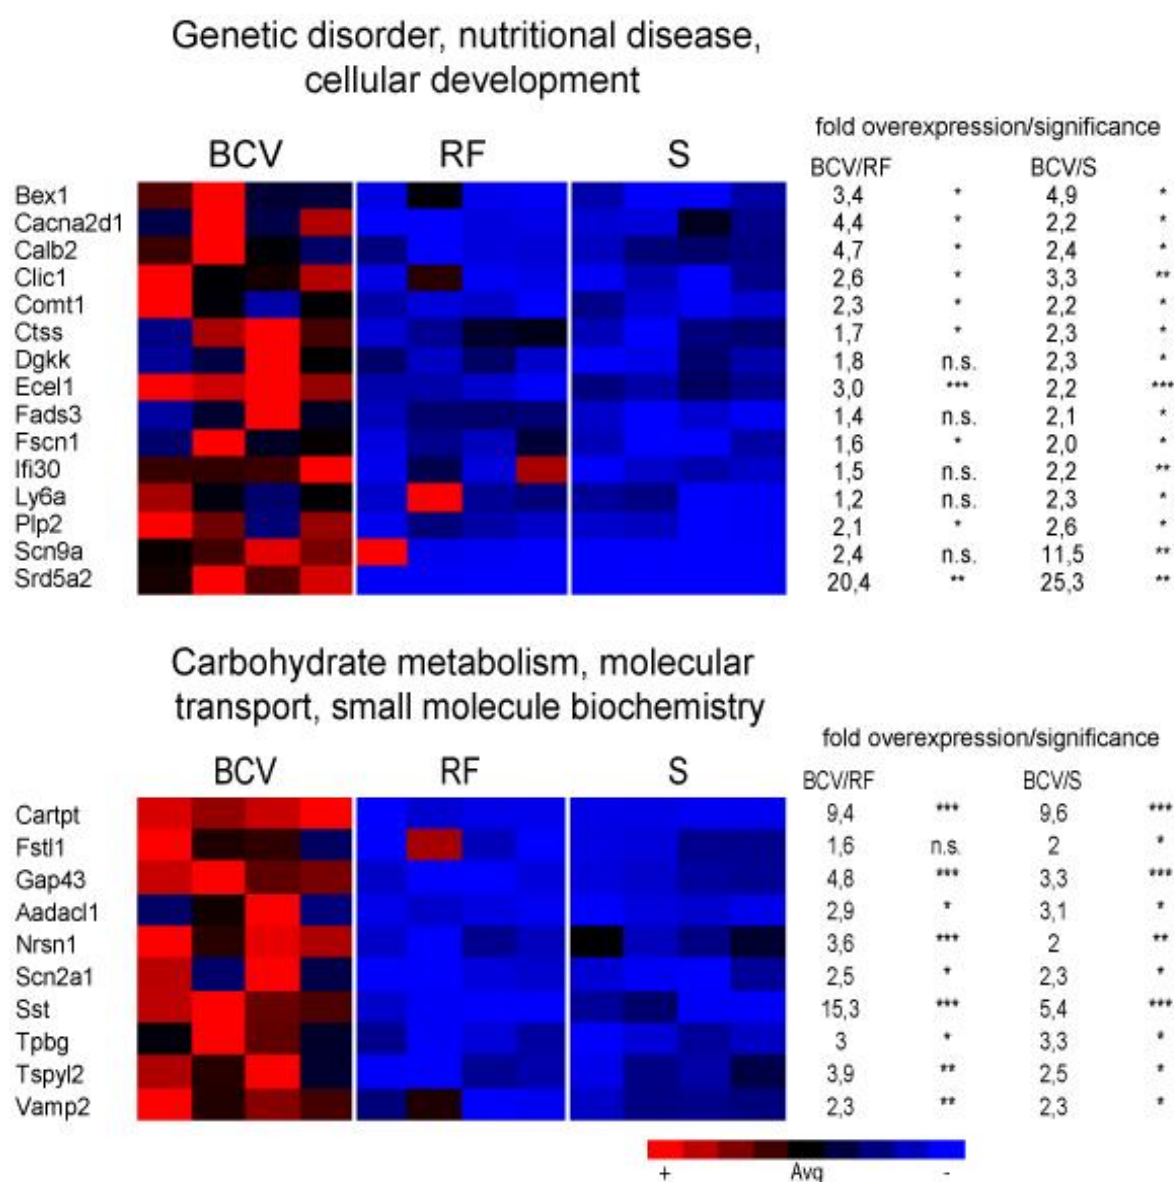 Genetic disorder, nutritional disease,
cellular development
fold overexpression/significance
BCV RF S BCV/RF BCV/S
Bex1 3,4 * 4,9 *
Cacna2d1 4,4 * 2,2 *
Calb2 4,7 * 2,4 *
Clic1 2,6 * 3,3 **
Comt1 2,3 * 2,2 *
Ctss 1,7 * 2,3 *
Dgkk 1,8 n.s. 2,3 *
Ecel1 3,0 *** 2,2 ***
Fads3 1,4 n.s. 2,1 *
Fscn1 1,6 * 2,0 *
Ifi30 1,5 n.s. 2,2 **
Ly6a 1,2 n.s. 2,3 *
Plp2 2,1 * 2,6 *
Scn9a 2,4 n.s. 11,5 **
Srd5a2 20,4 ** 25,3 **
Carbohydrate metabolism, molecular
transport, small molecule biochemistry
fold overexpression/significance
BCV RF S BCV/RF BCV/S
Cartpt 9,4 *** 9,6 ***
Fstl1 1,6 n.s. 2 *
Gap43 4,8 *** 3,3 ***
Aadacl1 2,9 * 3,1 *
Nrsn1 3,6 *** 2 **
Scn2a1 2,5 * 2,3 *
Sst 15,3 *** 5,4 ***
Tpbg 3 * 3,3 *
Tspyl2 3,9 ** 2,5 *
Vamp2 2,3 ** 2,3 *
+ Avg -